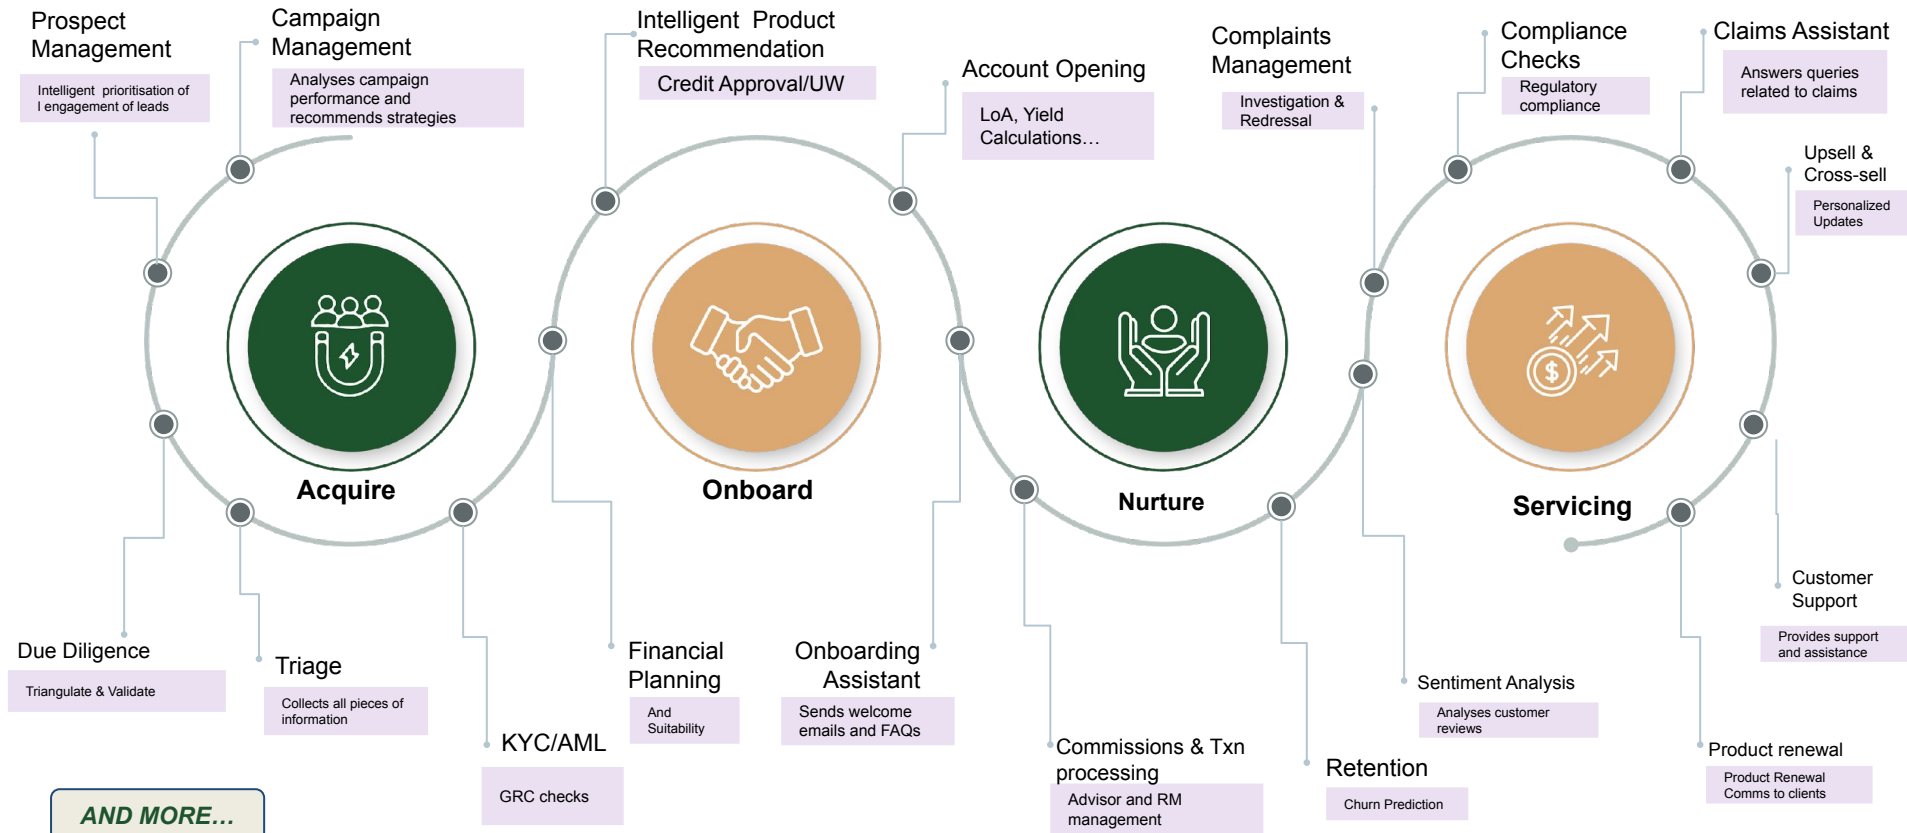 Prospect
Management
Intelligent prioritisation of
l engagement of leads
Campaign
Management
Analyses campaign
performance and
recommends strategies
Intelligent Product
Recommendation
Credit Approval/UW
Account Opening
LoA, Yield
Calculations…
Complaints
Management
Investigation &
Redressal
Compliance
Checks
Regulatory
compliance
Claims Assistant
Answers queries
related to claims
Upsell &
Cross-sell
Personalized
Updates
$
Acquire
Onboard
Nurture
Servicing
Due Diligence
Triangulate & Validate
Triage
Collects all pieces of
information
KYC/AML
GRC checks
Financial
Planning
And
Suitability
Onboarding
Assistant
Sends welcome
emails and FAQs
Commissions & Txn
processing
Advisor and RM
management
Retention
Churn Prediction
Sentiment Analysis
Analyses customer
reviews
Customer
Support
Provides support
and assistance
Product renewal
Product Renewal
Comms to clients
AND MORE…